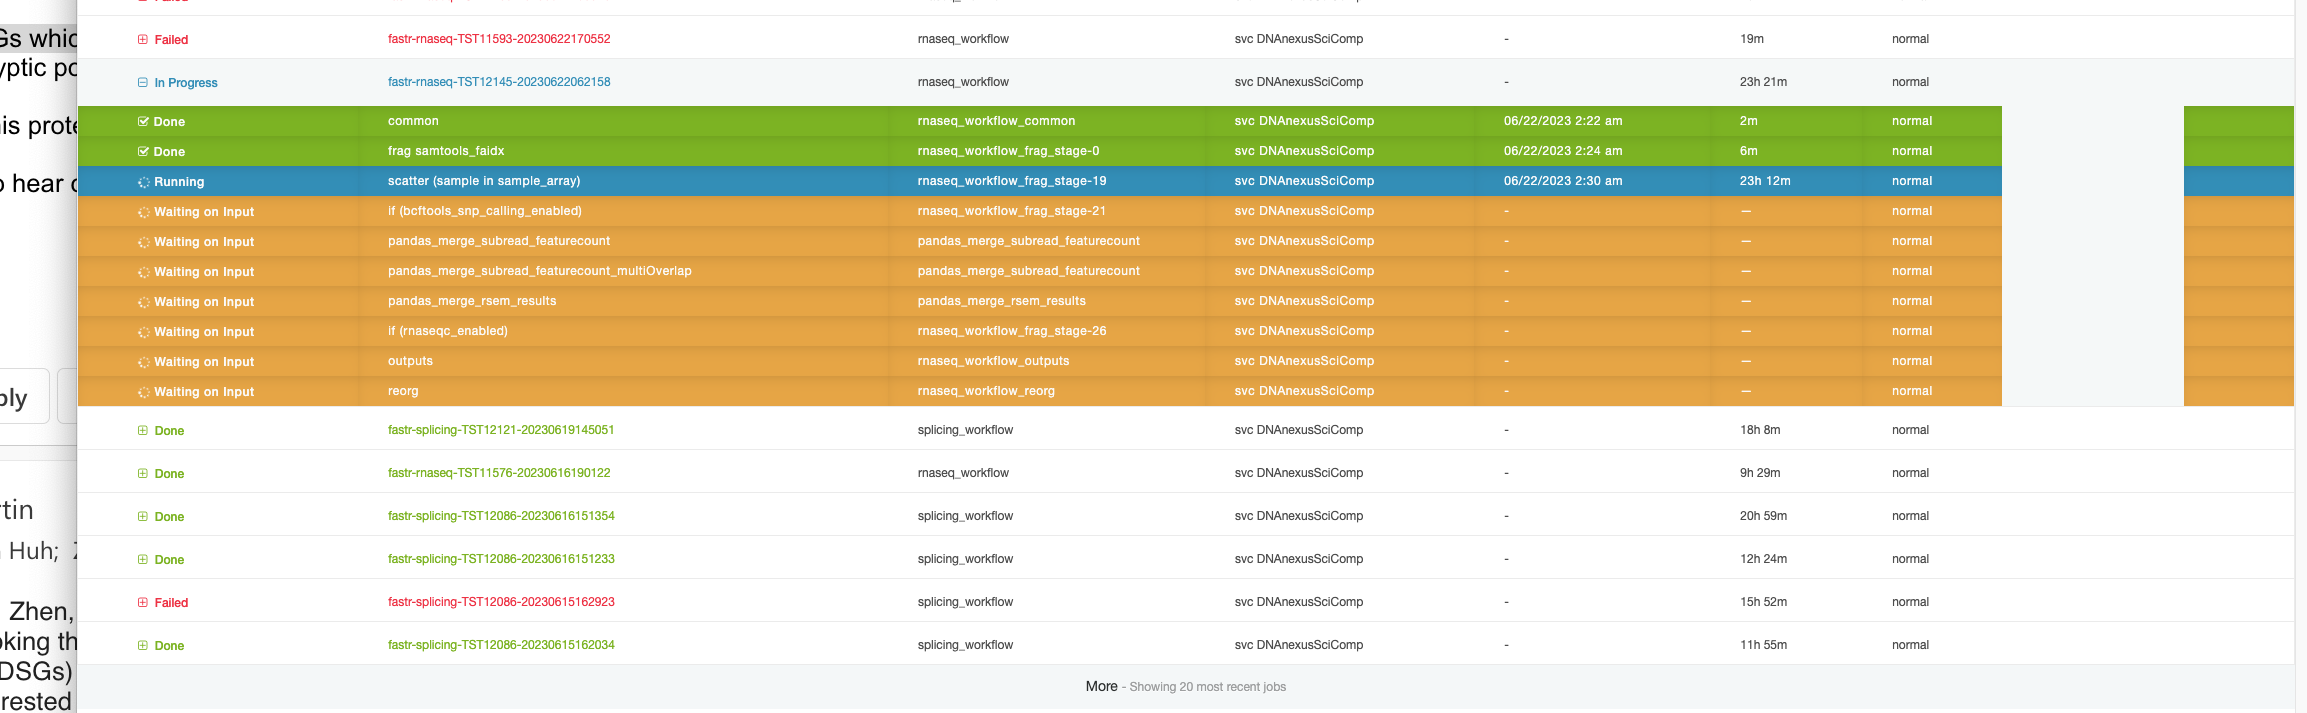 Failed fastr-rnaseq-TST11593-20230622170552 rnaseq_workflow svc DNAnexusSciComp - 19m normal
In Progress fastr-rnaseq-TST12145-20230622062158 rnaseq_workflow svc DNAnexusSciComp - 23h 21m normal
Done common rnaseq_workflow_common svc DNAnexusSciComp 06/22/2023 2:22 am 2m normal
Done frag samtools_faidx rnaseq_workflow_frag_stage-0 svc DNAnexusSciComp 06/22/2023 2:24 am 6m normal
Running scatter (sample in sample_array) rnaseq_workflow_frag_stage-19 svc DNAnexusSciComp 06/22/2023 2:30 am 23h 12m normal
Waiting on Input if (bcftools_snp_calling_enabled) rnaseq_workflow_frag_stage-21 svc DNAnexusSciComp - — normal
Waiting on Input pandas_merge_subread_featurecount pandas_merge_subread_featurecount svc DNAnexusSciComp - — normal
Waiting on Input pandas_merge_subread_featurecount_multiOverlap pandas_merge_subread_featurecount svc DNAnexusSciComp - — normal
Waiting on Input pandas_merge_rsem_results pandas_merge_rsem_results svc DNAnexusSciComp - — normal
Waiting on Input if (rnaseqc_enabled) rnaseq_workflow_frag_stage-26 svc DNAnexusSciComp - — normal
Waiting on Input outputs rnaseq_workflow_outputs svc DNAnexusSciComp - — normal
Waiting on Input reorg rnaseq_workflow_reorg svc DNAnexusSciComp - — normal
Done fastr-splicing-TST12121-20230619145051 splicing_workflow svc DNAnexusSciComp - 18h 8m normal
Done fastr-rnaseq-TST11576-20230616190122 rnaseq_workflow svc DNAnexusSciComp - 9h 29m normal
Done fastr-splicing-TST12086-20230616151354 splicing_workflow svc DNAnexusSciComp - 20h 59m normal
Done fastr-splicing-TST12086-20230616151233 splicing_workflow svc DNAnexusSciComp - 12h 24m normal
Failed fastr-splicing-TST12086-20230615162923 splicing_workflow svc DNAnexusSciComp - 15h 52m normal
Done fastr-splicing-TST12086-20230615162034 splicing_workflow svc DNAnexusSciComp - 11h 55m normal
More - Showing 20 most recent jobs
Gs whic
yptic po
is prote
o hear
ply
rtin
Huh;
Zhen,
oking th
DSGs)
rested